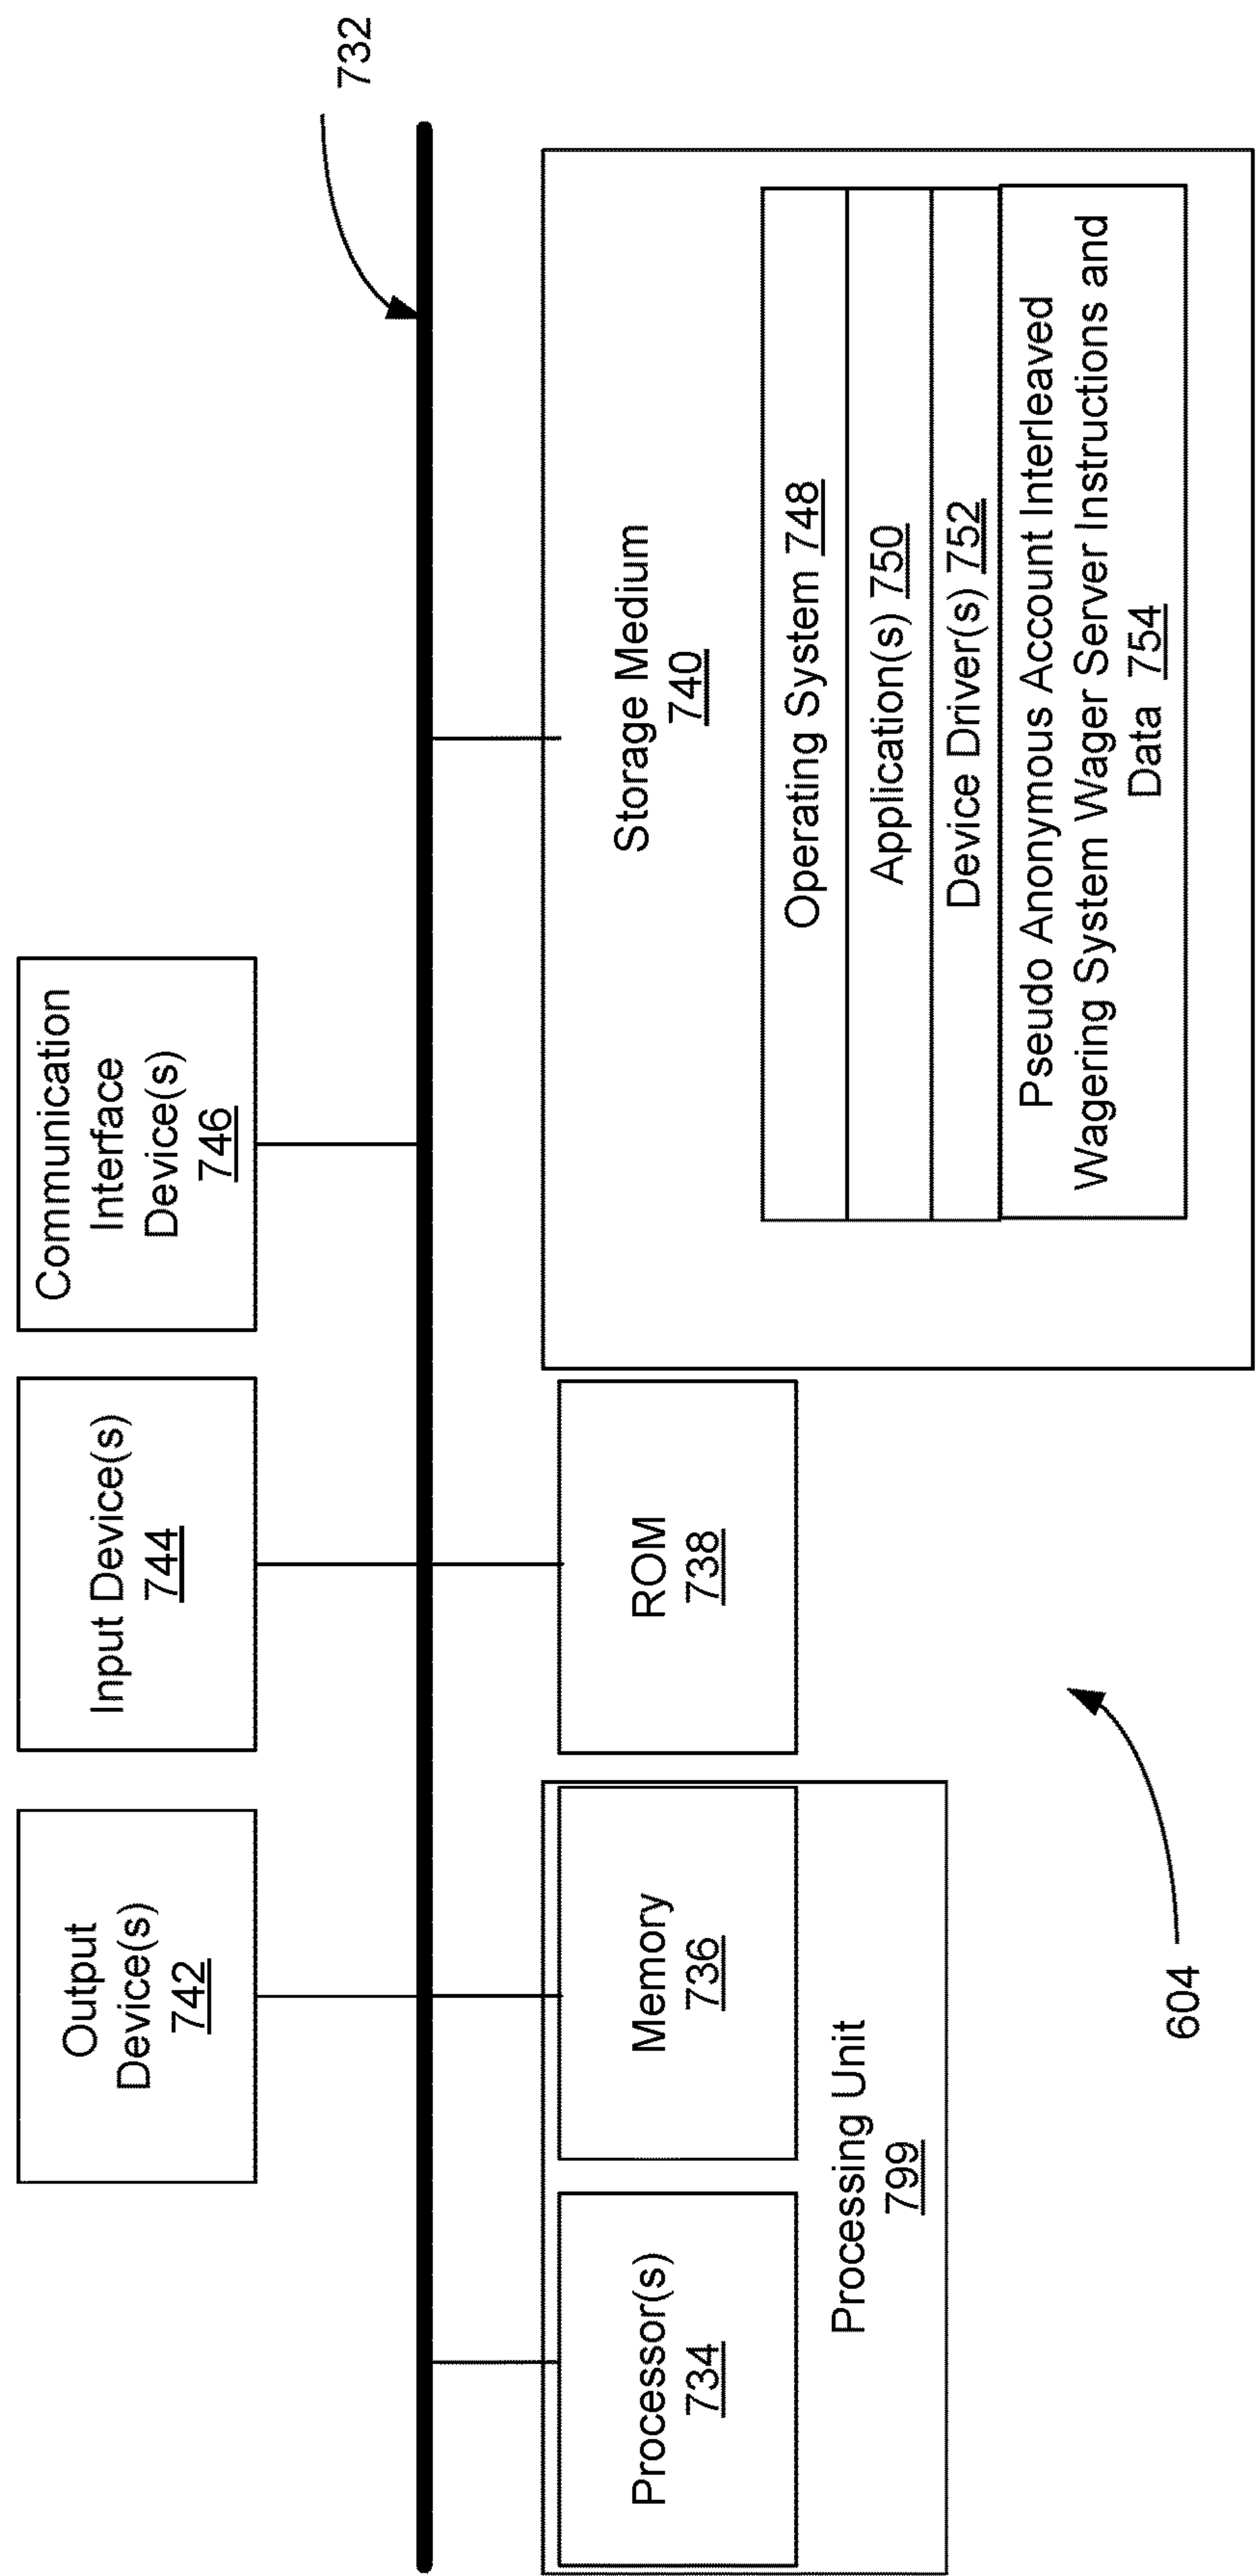 732
Output
Device(s)
742
Input Device(s)
744
Communication
Interface
Device(s)
746
Processor(s)
734
Memory
736
Processing Unit
799
ROM
738
Storage Medium
740
Operating System 748
Application(s) 750
Device Driver(s) 752
Pseudo Anonymous Account Interleaved
Wagering System Wager Server Instructions and
Data 754
604